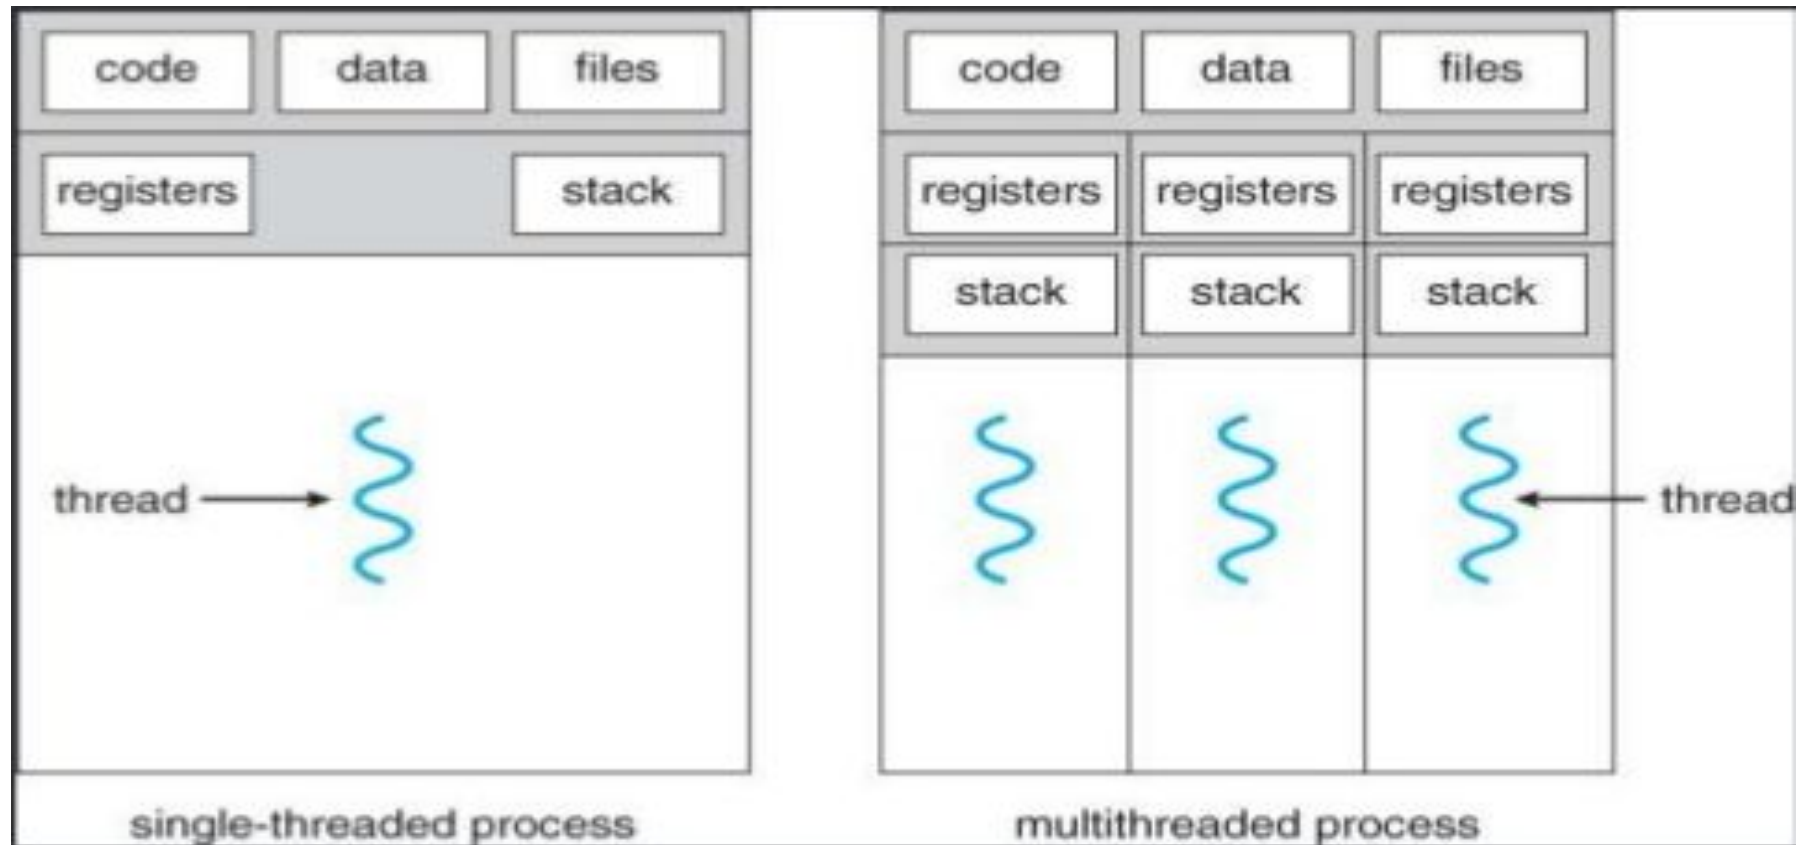 code data files
registers stack
thread
single-threaded process
code data files
registers registers registers
stack stack stack
thread
multithreaded process